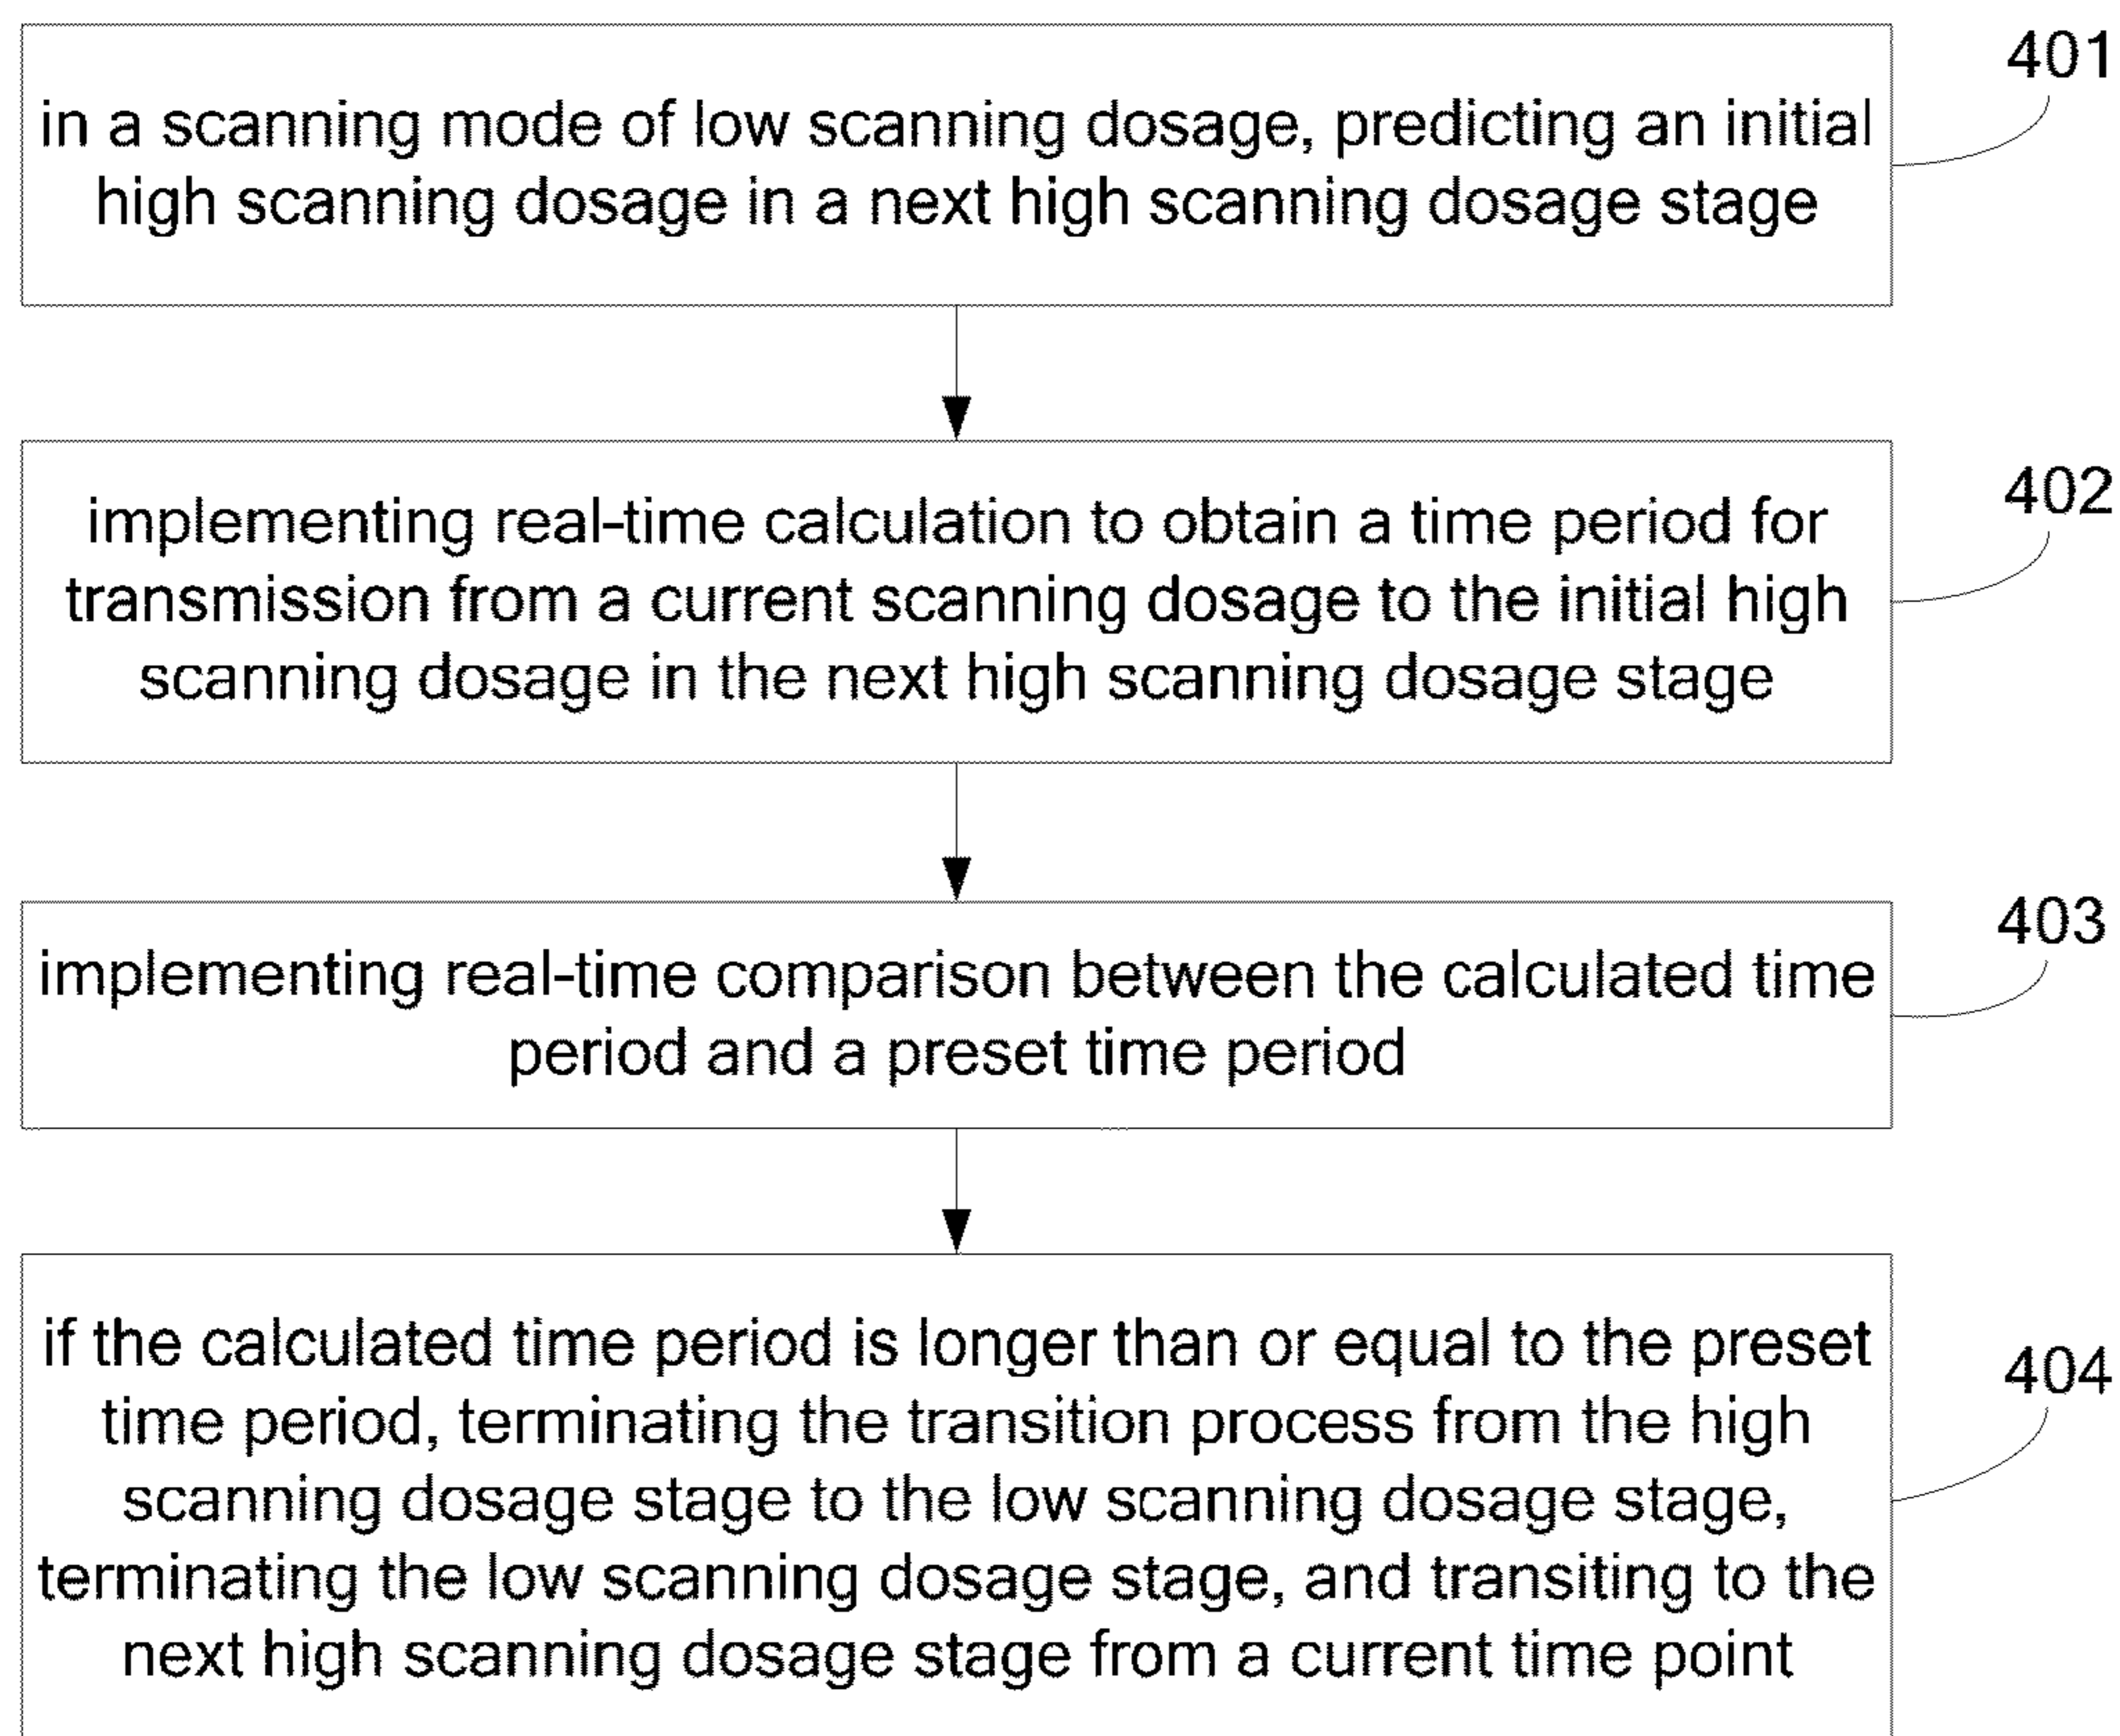 in a scanning mode of low scanning dosage, predicting an initial
high scanning dosage in a next high scanning dosage stage
401
implementing real-time calculation to obtain a time period for
transmission from a current scanning dosage to the initial high
scanning dosage in the next high scanning dosage stage
402
implementing real-time comparison between the calculated time
period and a preset time period
403
if the calculated time period is longer than or equal to the preset
time period, terminating the transition process from the high
scanning dosage stage to the low scanning dosage stage,
terminating the low scanning dosage stage, and transiting to the
next high scanning dosage stage from a current time point
404